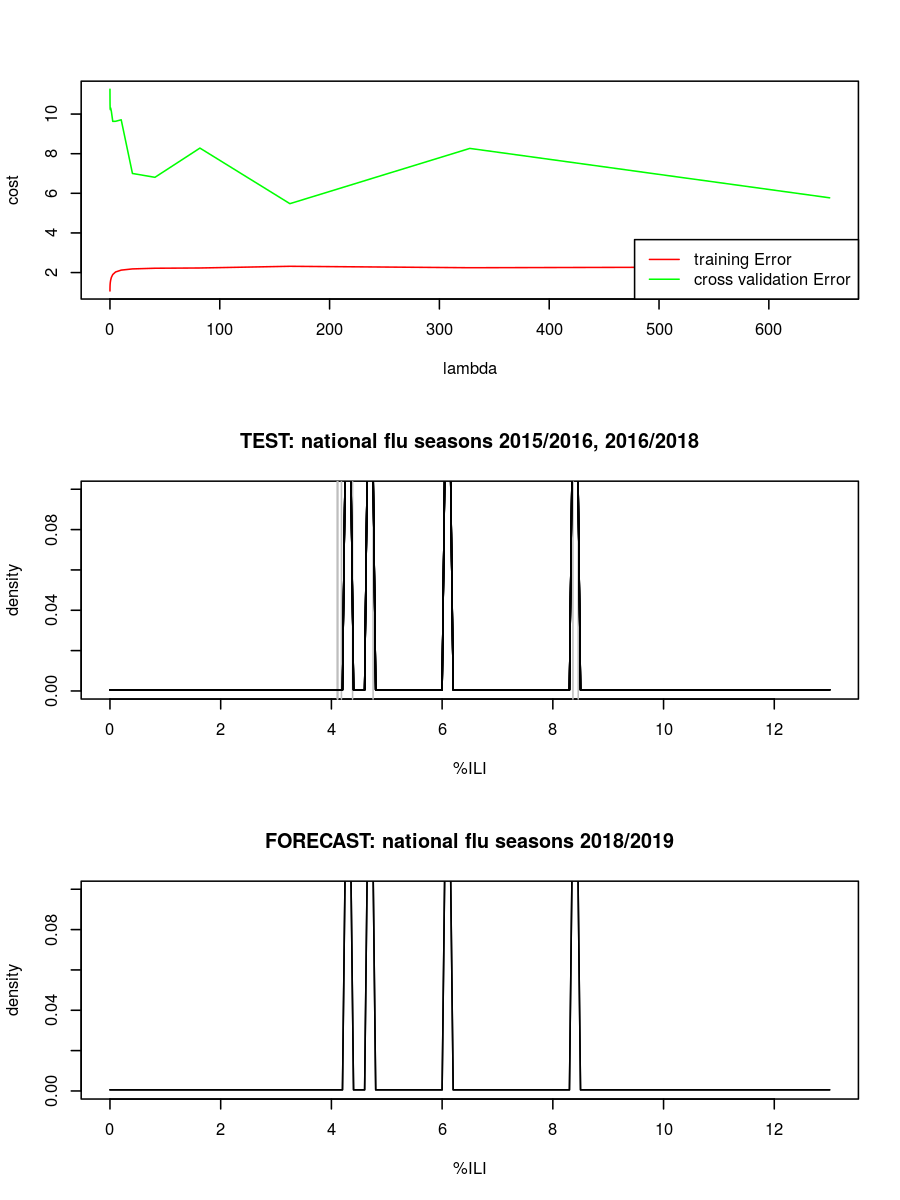 cost
10
8
6
4
2
training Error
cross validation Error
0 100 200 300 400 500 600
lambda
TEST: national flu seasons 2015/2016, 2016/2018
density
0.08
0.04
0.00
0 2 4 6 8 10 12
%ILI
FORECAST: national flu seasons 2018/2019
density
0.08
0.04
0.00
0 2 4 6 8 10 12
%ILI